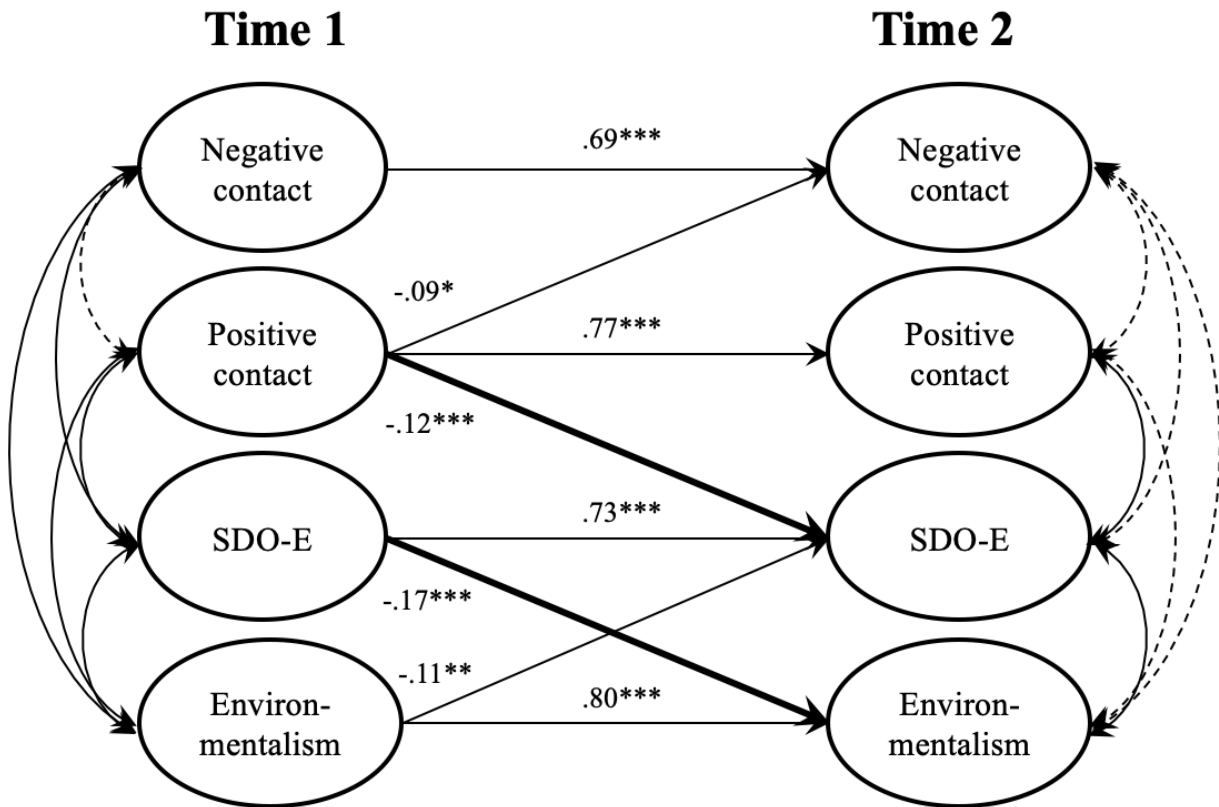 Time 1
Time 2
Negative
contact
.69***
Negative
contact
-.09*
Positive
contact
.77***
Positive
contact
-.12***
SDO-E
.73***
SDO-E
-.17***
-.11**
Environ-
mentalism
.80***
Environ-
mentalism